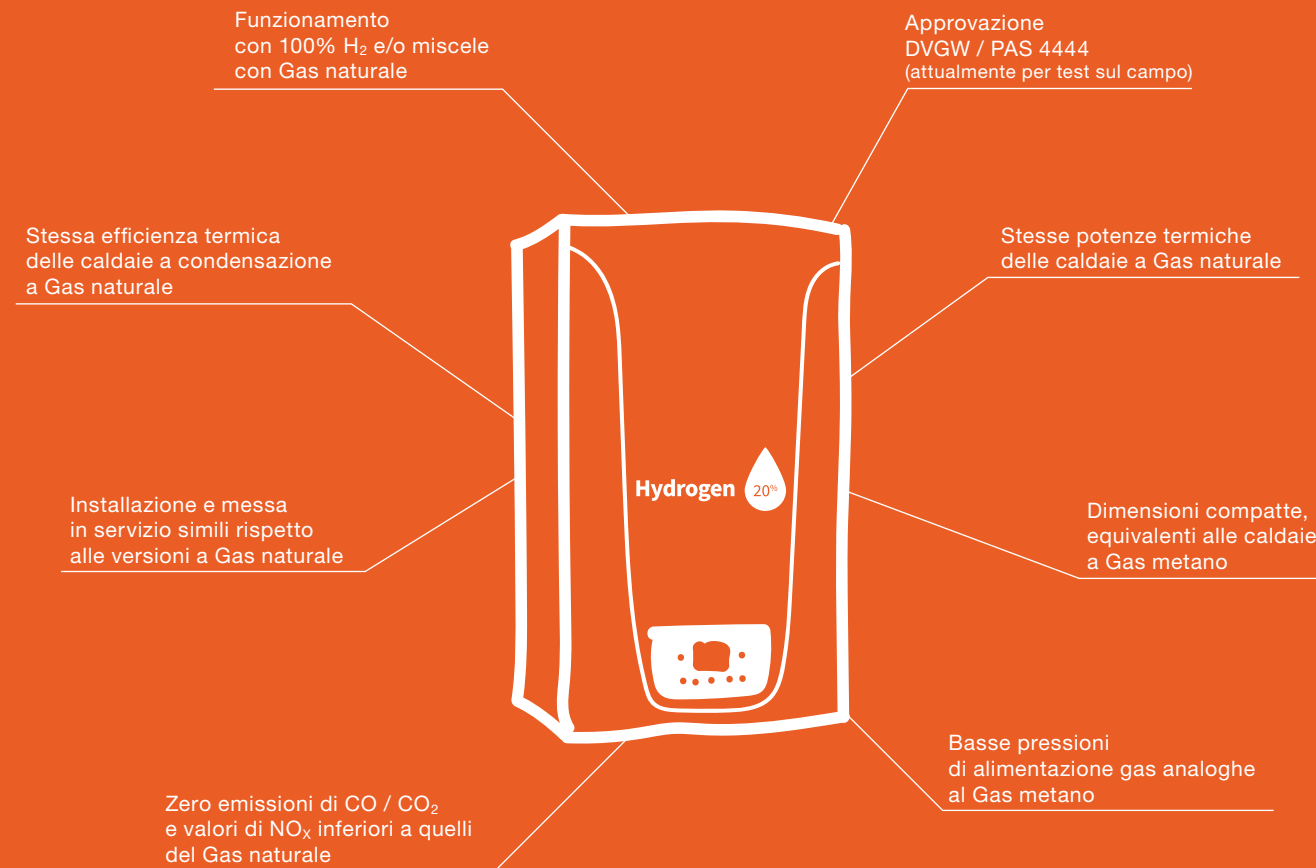 Funzionamento
con 100% H₂ e/o miscele
con Gas naturale
Approvazione
DVGW / PAS 4444
(attualmente per test sul campo)
Stessa efficienza termica
delle caldaie a condensazione
a Gas naturale
Stesse potenze termiche
delle caldaie a Gas naturale
Hydrogen 20%
Installazione e messa
in servizio simili rispetto
alle versioni a Gas naturale
Dimensioni compatte,
equivalenti alle caldaie
a Gas metano
Basse pressioni
di alimentazione gas analoghe
al Gas metano
Zero emissioni di CO / CO₂
e valori di NOₓ inferiori a quelli
del Gas naturale